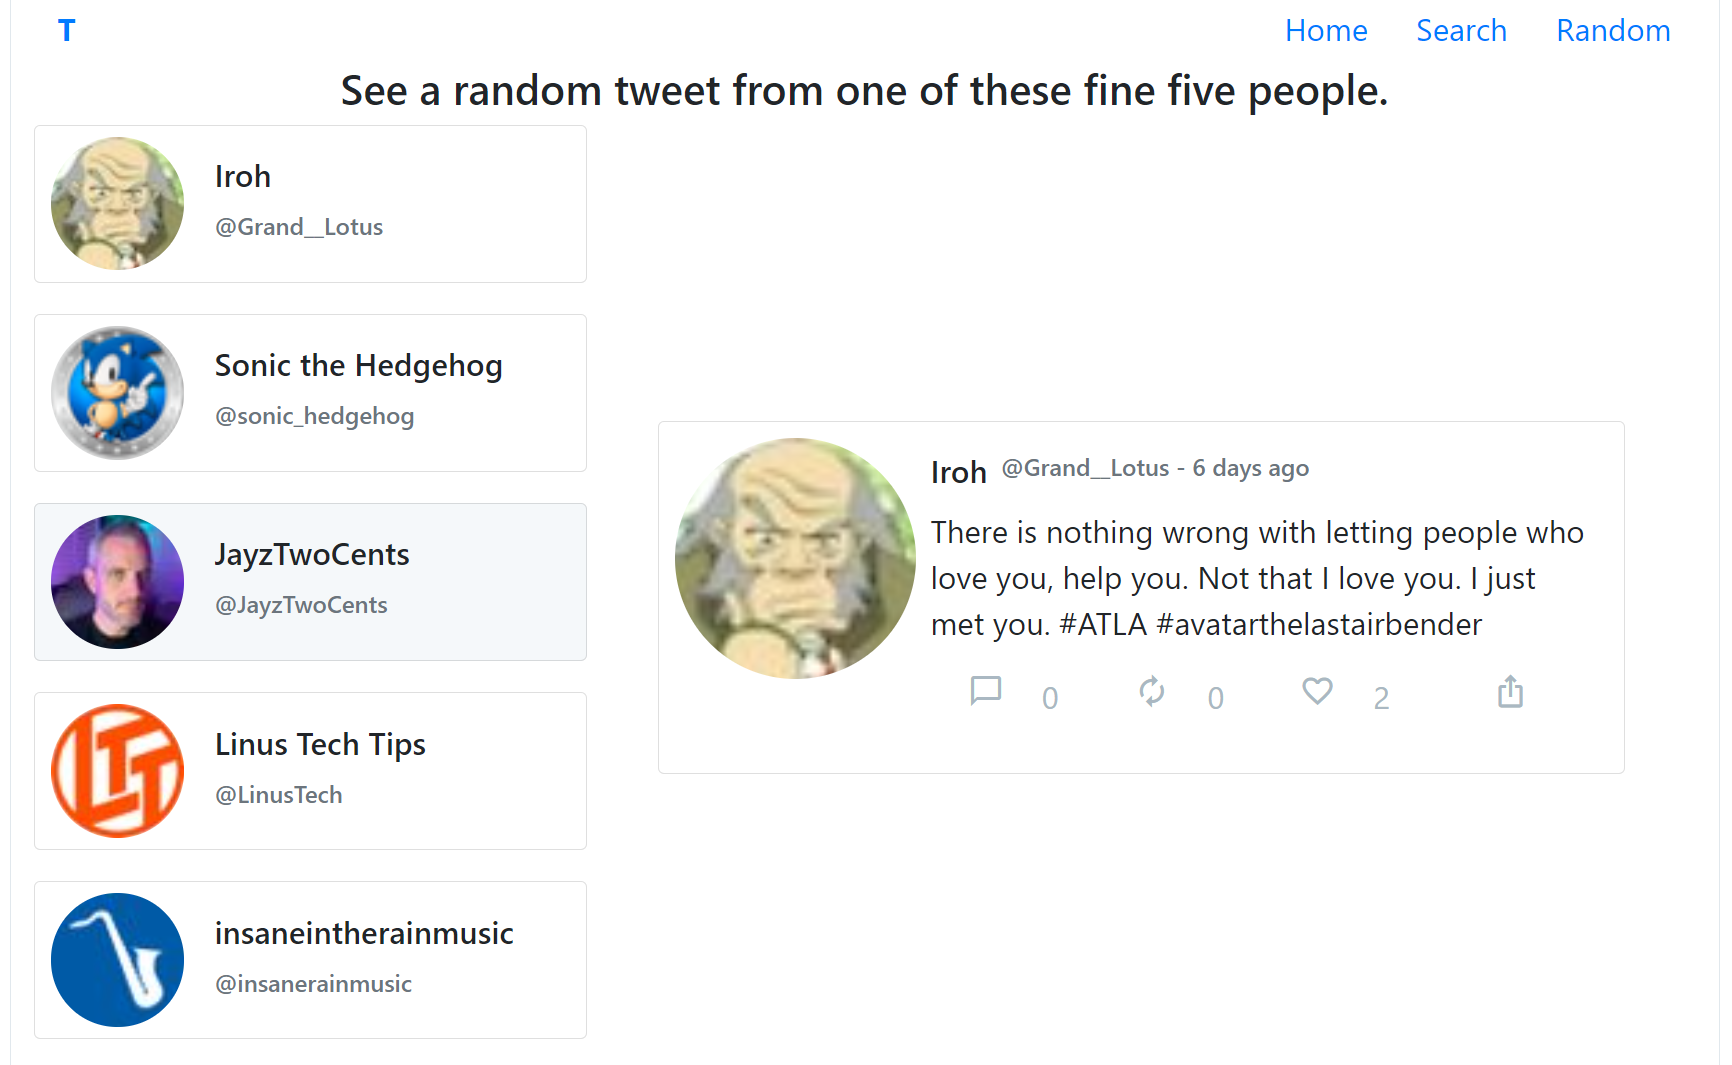 T
Home Search Random
See a random tweet from one of these fine five people.
Iroh
@Grand__Lotus
Sonic the Hedgehog
@sonic_hedgehog
JayzTwoCents
@JayzTwoCents
LTT
Linus Tech Tips
@LinusTech
insaneintherainmusic
@insanerainmusic
Iroh @Grand__Lotus - 6 days ago
There is nothing wrong with letting people who
love you, help you. Not that I love you. I just
met you. #ATLA #avatarthelastairbender
0 0 2